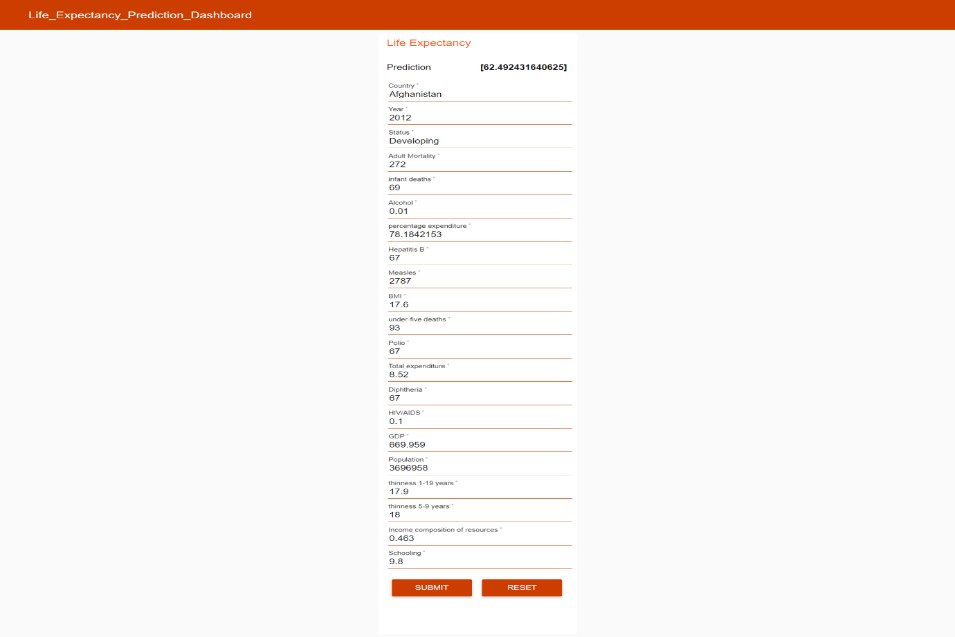 Life_Expectancy_Prediction_Dashboard
Life Expectancy
Prediction [62.492431640625]
Country *
Afghanistan
Year *
2012
Status *
Developing
Adult Mortality *
272
infant deaths *
69
Alcohol *
0.01
percentage expenditure *
78.1842153
Hepatitis B *
67
Measles *
2787
BMI *
17.6
under-five deaths *
93
Polio *
67
Total expenditure *
8.52
Diphtheria *
67
HIV/AIDS *
0.1
GDP *
669.959
Population *
3696958
thinness 1-19 years *
17.9
thinness 5-9 years *
18
Income composition of resources *
0.463
Schooling *
9.8
SUBMIT RESET